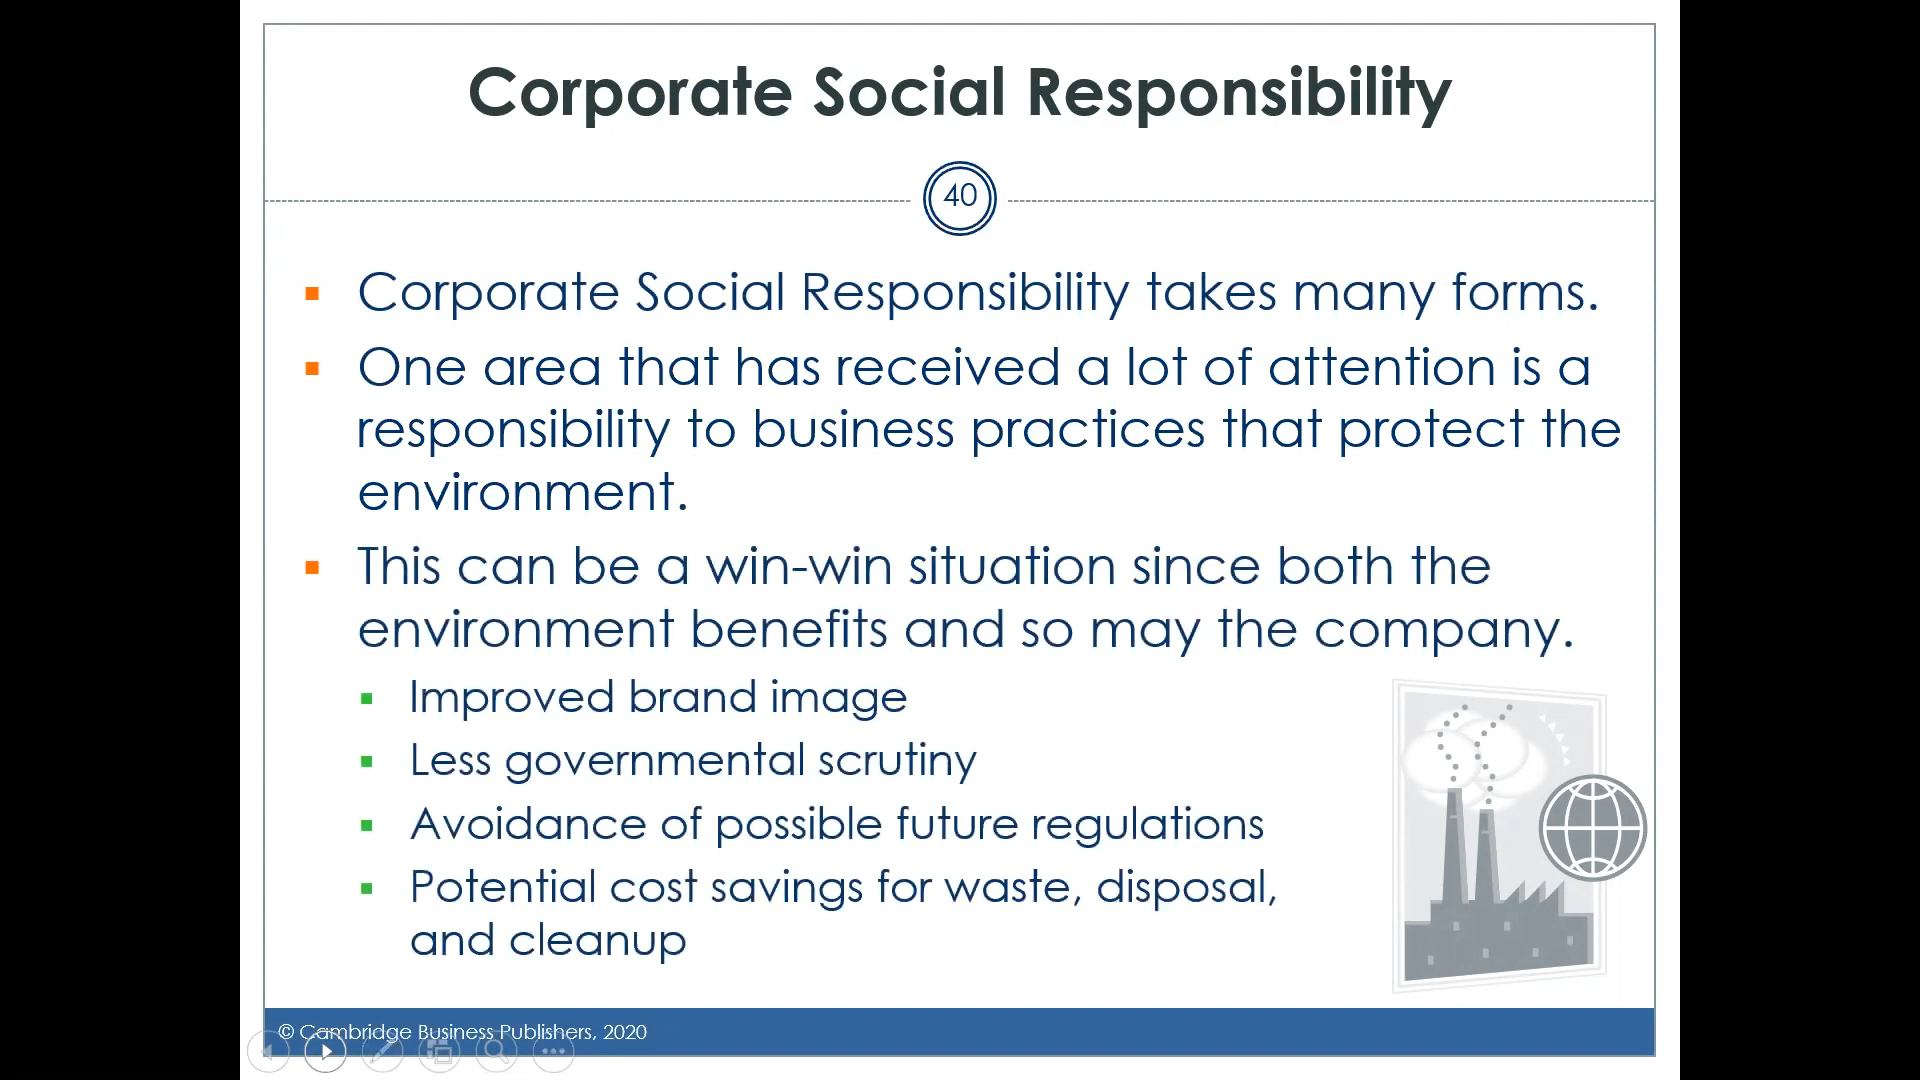 Corporate Social Responsibility
40
Corporate Social Responsibility takes many forms.
One area that has received a lot of attention is a
responsibility to business practices that protect the
environment.
This can be a win-win situation since both the
environment benefits and so may the company.
Improved brand image
Less governmental scrutiny
Avoidance of possible future regulations
Potential cost savings for waste, disposal,
and cleanup
© Cambridge Business Publishers, 2020